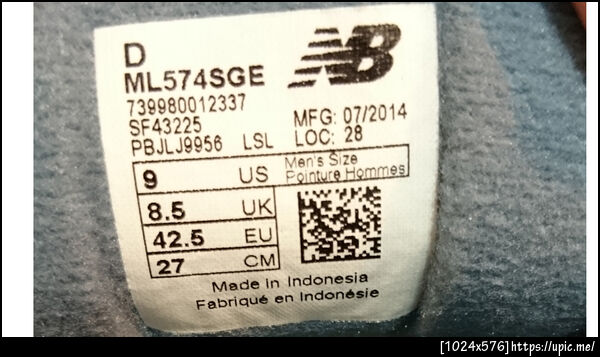 D
NB
ML574SGE
739980012337
SF43225
PBJLJ9956 LSL
MFG: 07/2014
LOC: 28
9 US Men's Size
Pointure Hommes
8.5 UK
42.5 EU
27 CM
Made in Indonesia
Fabriqué en Indonésie
[1024x576]https://upic.me/